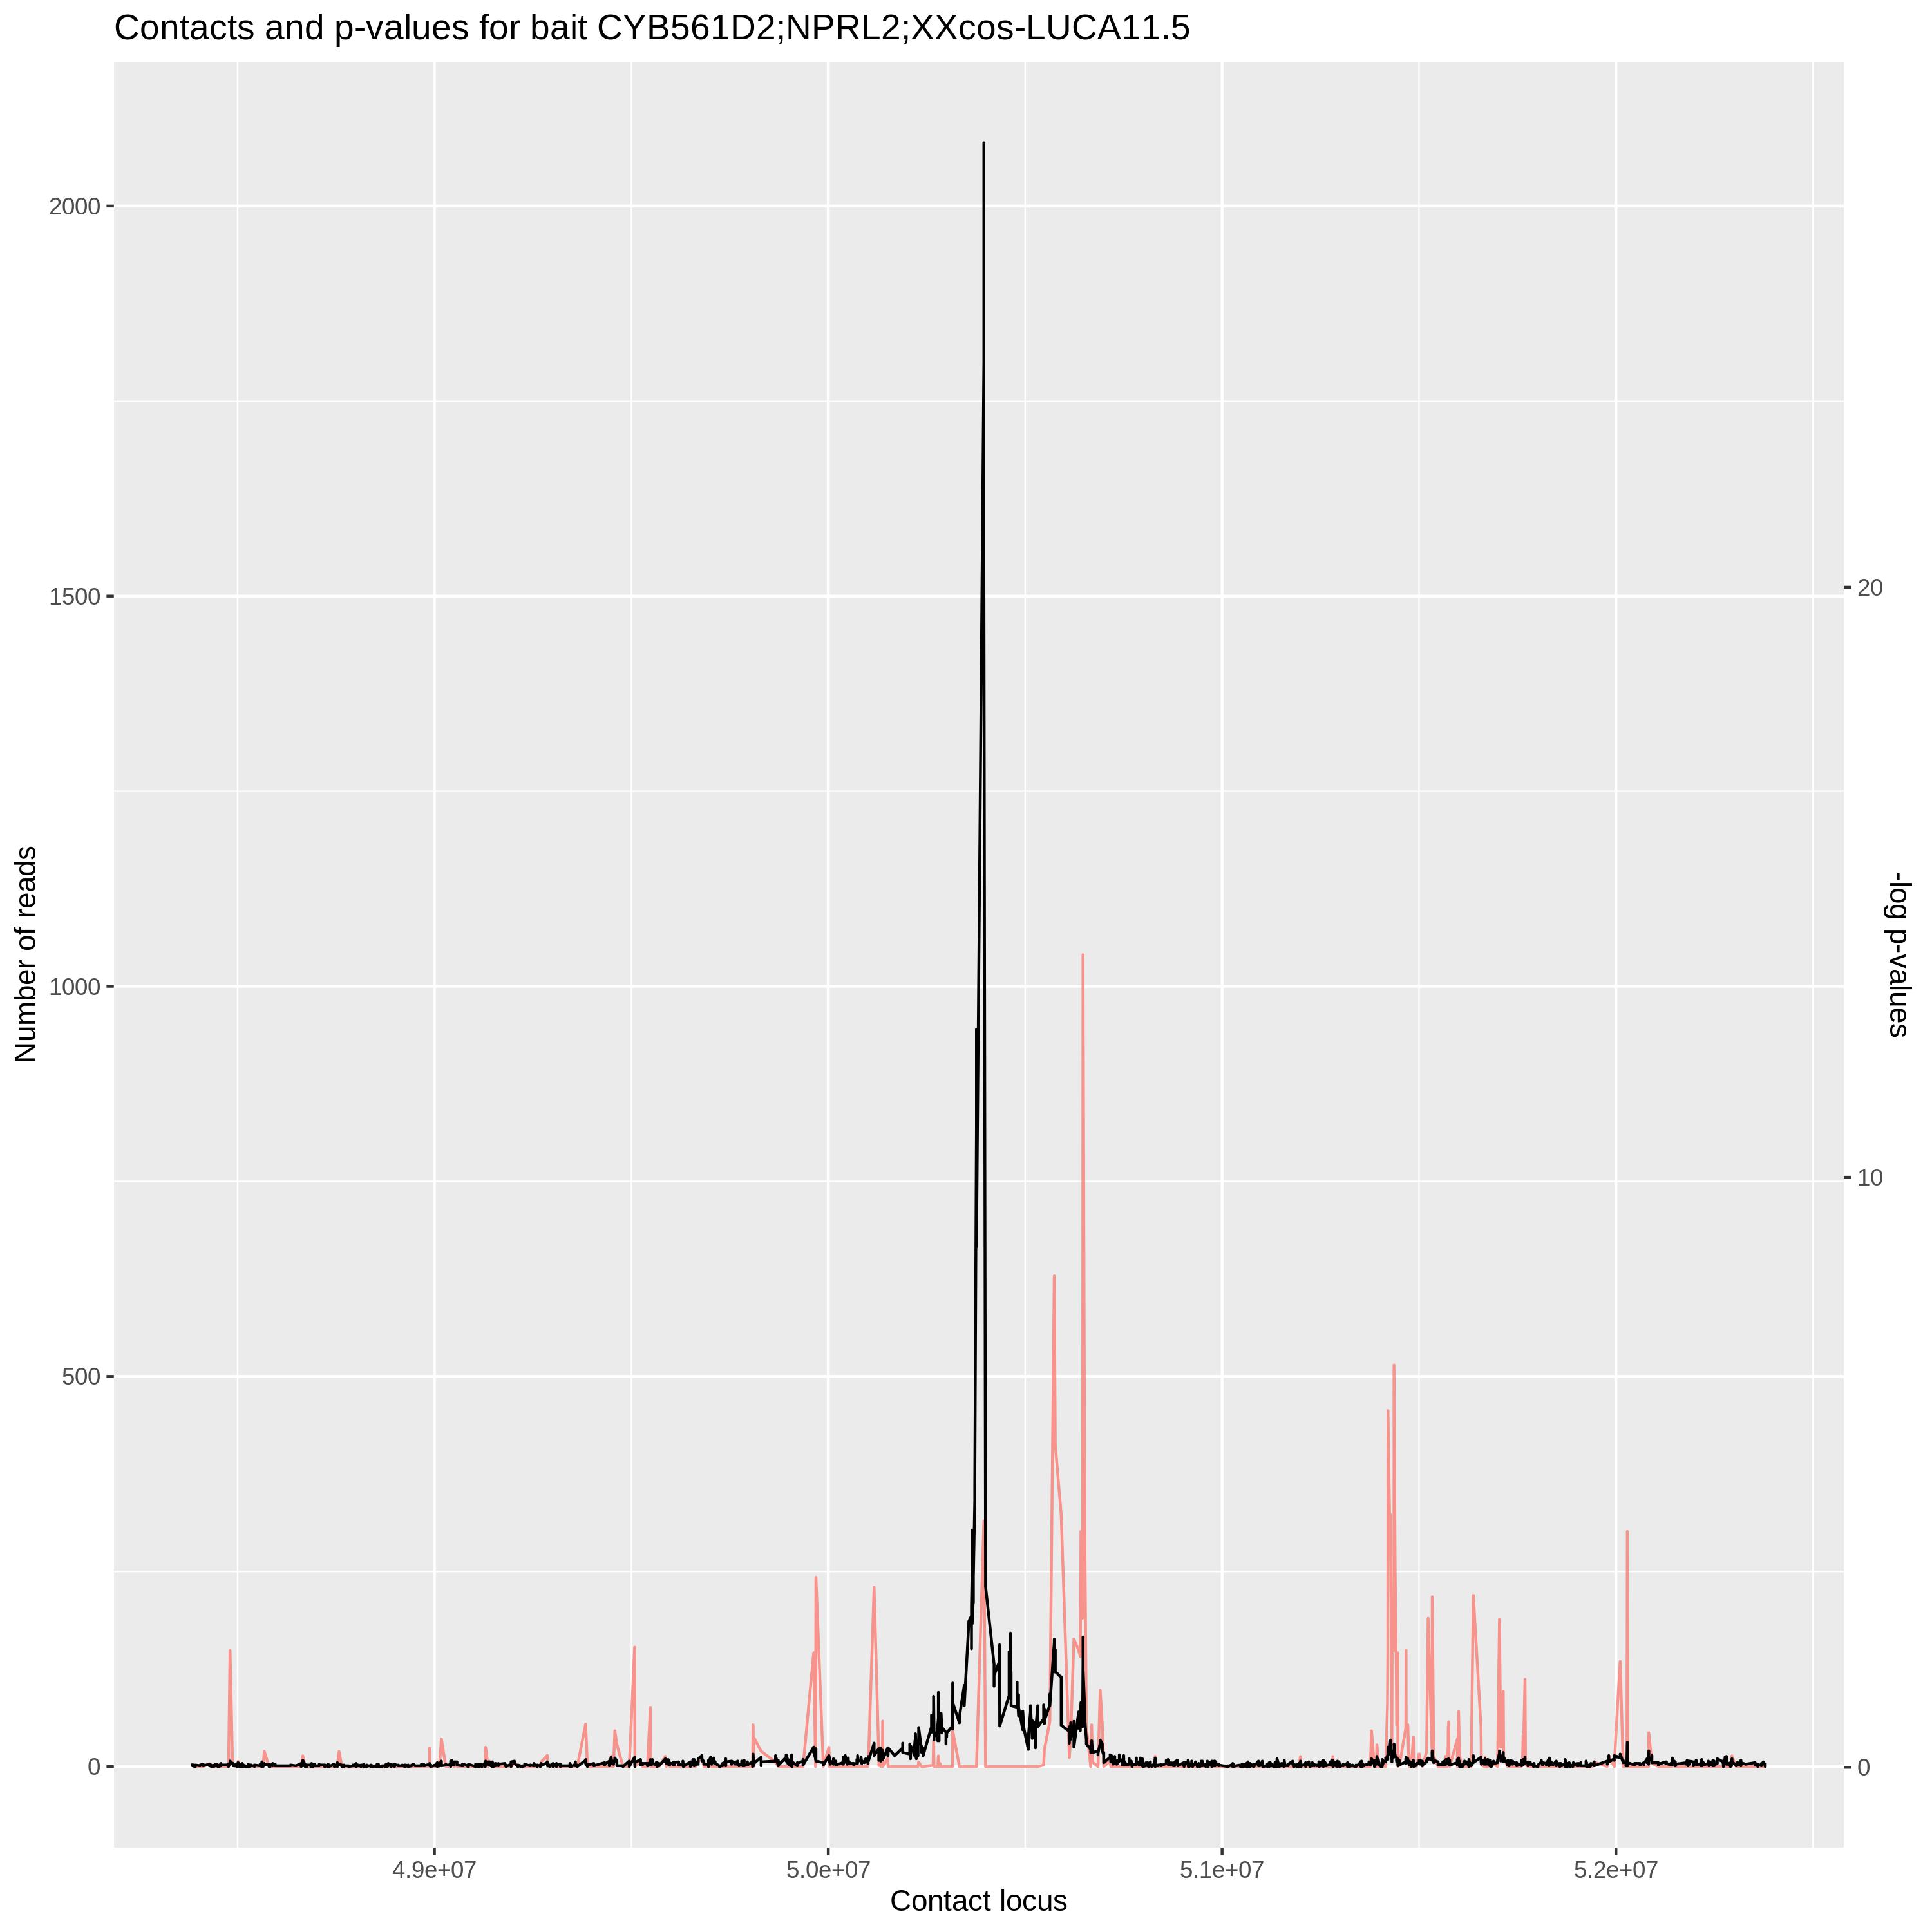 Contacts and p-values for bait CYB561D2;NPRL2;XXcos-LUCA11.5
2000
1500
1000
500
0
Number of reads
20
10
0
-log p-values
4.9e+07
5.0e+07
5.1e+07
5.2e+07
Contact locus